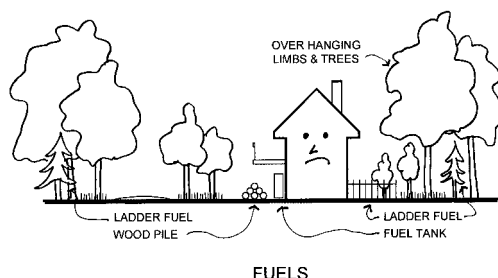 OVER HANGING
LIMBS & TREES
LADDER FUEL
LADDER FUEL
WOOD PILE
FUEL TANK
FUELS